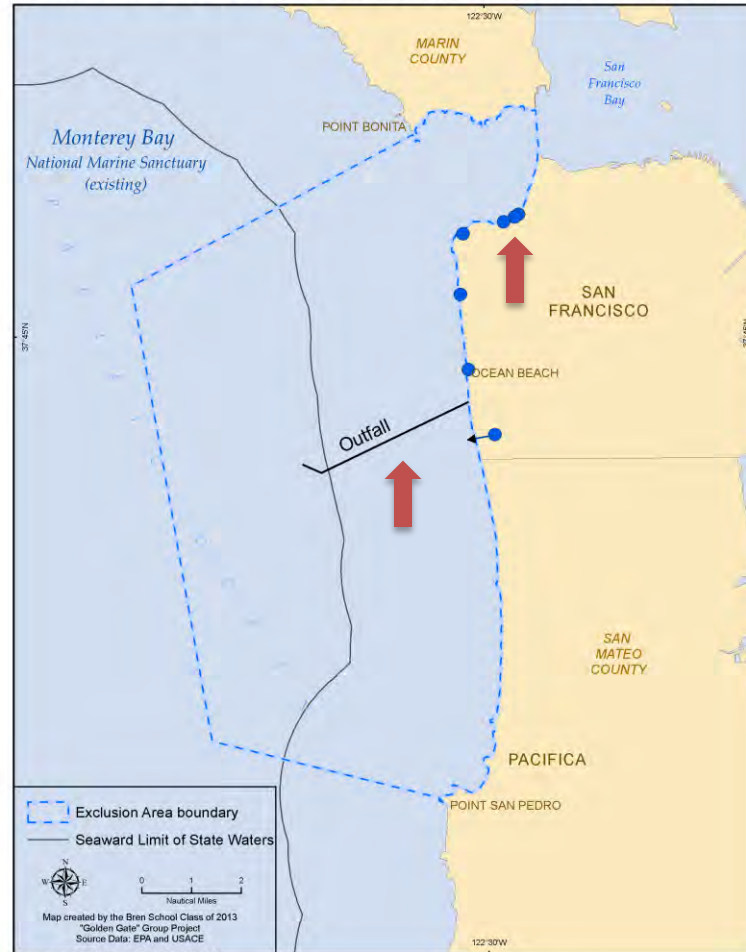 122°30'W
MARIN
COUNTY
San
Francisco
Bay
POINT BONITA
Monterey Bay
National Marine Sanctuary
(existing)
SAN
FRANCISCO
37°45'N
37°45'N
OCEAN BEACH
Outfall
SAN
MATEO
COUNTY
PACIFICA
POINT SAN PEDRO
Exclusion Area boundary
Seaward Limit of State Waters
N
W
E
S
0 1 2
Nautical Miles
Map created by the Bren School Class of 2013
"Golden Gate" Group Project
Source Data: EPA and USACE
122°30'W